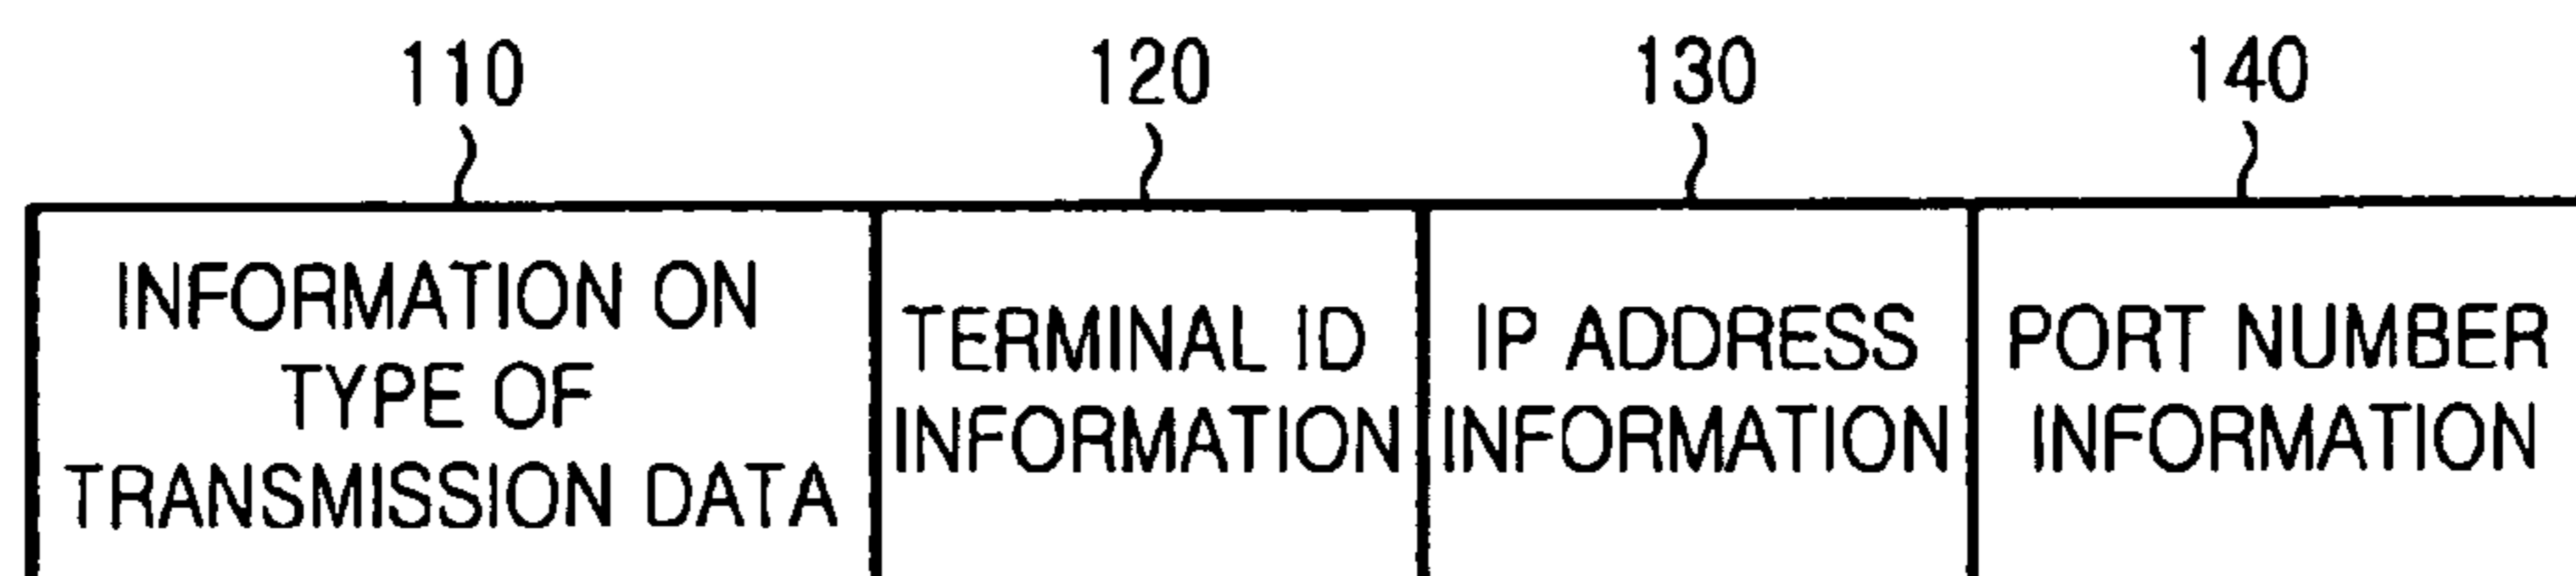 110 120 130 140
INFORMATION ON
TYPE OF
TRANSMISSION DATA
TERMINAL ID
INFORMATION
IP ADDRESS
INFORMATION
PORT NUMBER
INFORMATION